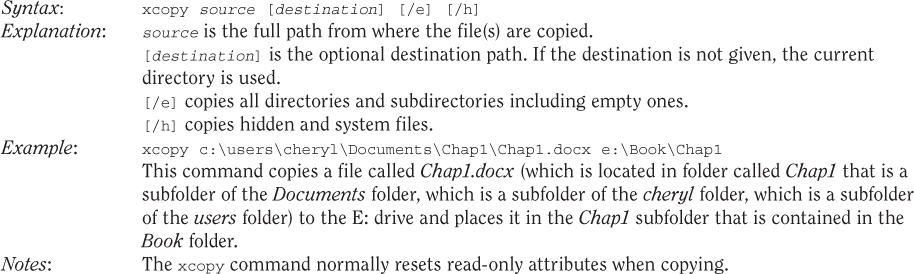 Syntax: xcopy source [destination] [/e] [/h]
Explanation: source is the full path from where the file(s) are copied.
[destination] is the optional destination path. If the destination is not given, the current
directory is used.
[/e] copies all directories and subdirectories including empty ones.
[/h] copies hidden and system files.
Example: xcopy c:\users\cheryl\Documents\Chap1\Chap1.docx e:\Book\Chap1
This command copies a file called Chap1.docx (which is located in folder called Chap1 that is a
subfolder of the Documents folder, which is a subfolder of the cheryl folder, which is a subfolder
of the users folder) to the E: drive and places it in the Chap1 subfolder that is contained in the
Book folder.
Notes: The xcopy command normally resets read-only attributes when copying.